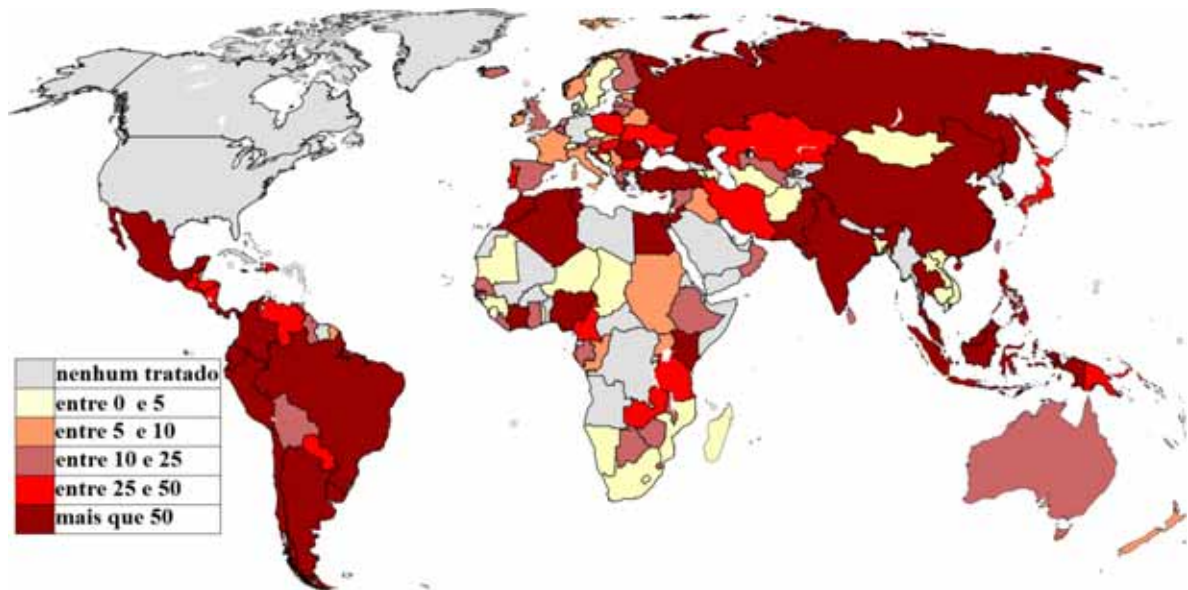 nenhum tratado
entre 0 e 5
entre 5 e 10
entre 10 e 25
entre 25 e 50
mais que 50